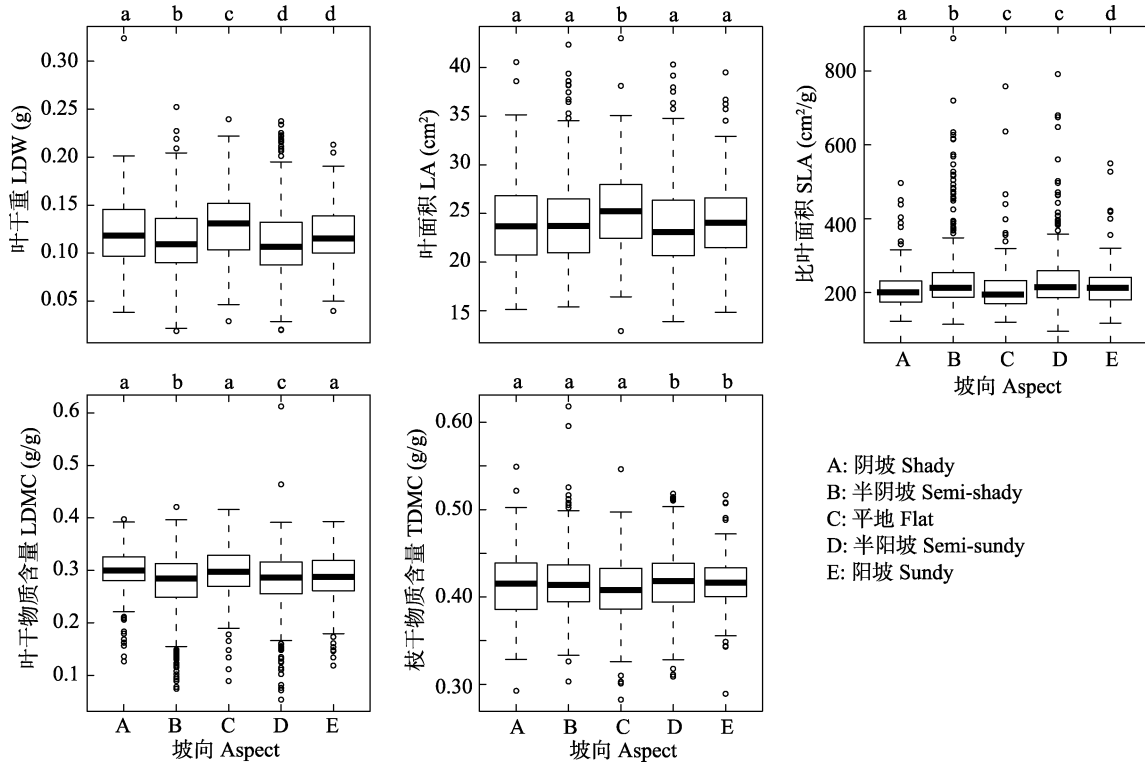 a b c d d
叶干重 LDW (g)
0.30
0.25
0.20
0.15
0.10
0.05
a a b a a
叶面积 LA (cm²)
40
35
30
25
20
15
a b c c d
比叶面积 SLA (cm²/g)
800
600
400
200
A B C D E
坡向 Aspect
a b a c a
叶干物质含量 LDMC (g/g)
0.6
0.5
0.4
0.3
0.2
0.1
A B C D E
坡向 Aspect
a a a b b
枝干物质含量 TDMC (g/g)
0.60
0.50
0.40
0.30
A B C D E
坡向 Aspect
A: 阴坡 Shady
B: 半阴坡 Semi-shady
C: 平地 Flat
D: 半阳坡 Semi-sundy
E: 阳坡 Sundy